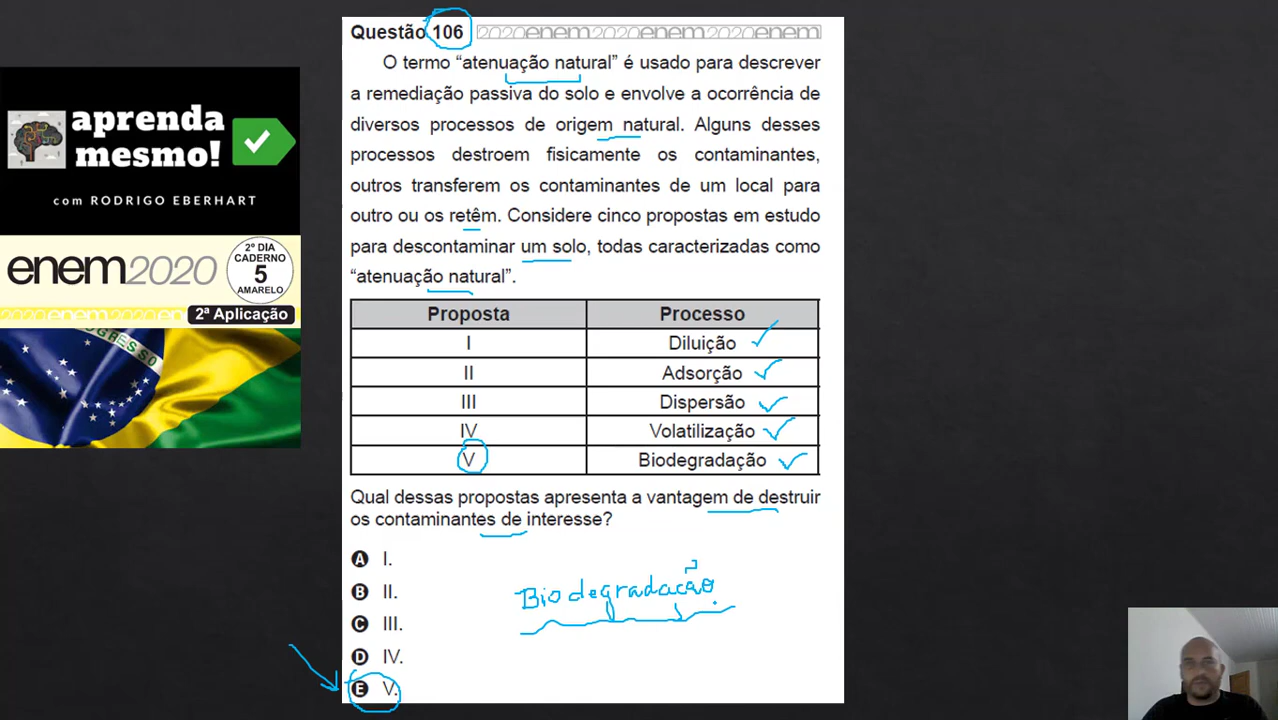 Questão 106
2020enem2020enem2020enem
O termo “atenuação natural” é usado para descrever
a remediação passiva do solo e envolve a ocorrência de
diversos processos de origem natural. Alguns desses
processos destroem fisicamente os contaminantes,
outros transferem os contaminantes de um local para
outro ou os retêm. Considere cinco propostas em estudo
para descontaminar um solo, todas caracterizadas como
“atenuação natural”.
Proposta Processo
I Diluição
II Adsorção
III Dispersão
IV Volatilização
V Biodegradação
Qual dessas propostas apresenta a vantagem de destruir
os contaminantes de interesse?
A I.
B II.
C III.
D IV.
E V.
Biodegradação
aprenda
mesmo!
com RODRIGO EBERHART
enem2020
2º DIA
CADERNO
5
AMARELO
2ª Aplicação